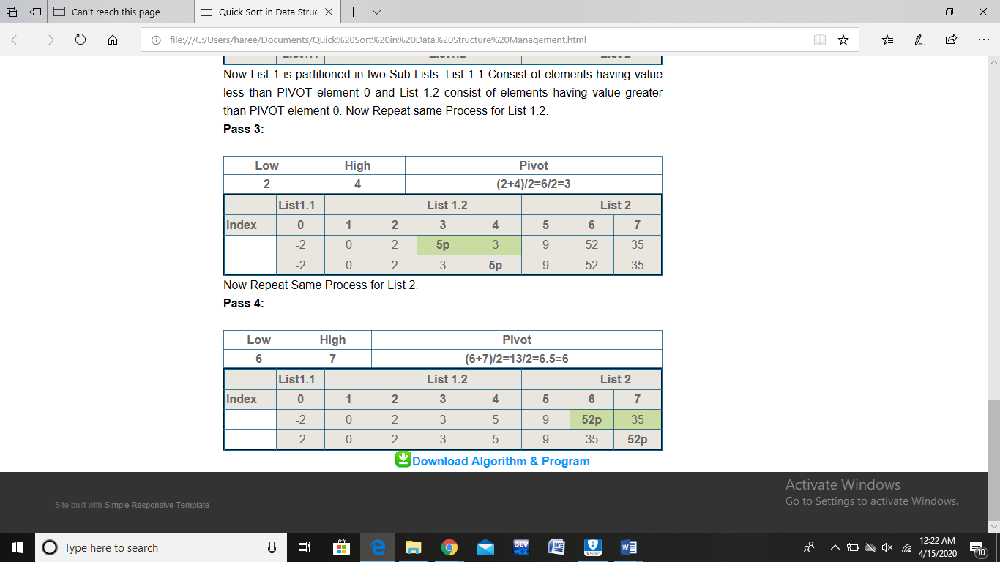 Can't reach this page
Quick Sort in Data Struc
file:///C:/Users/haree/Documents/Quick%20Sort%20in%20Data%20Structure%20Management.html
Now List 1 is partitioned in two Sub Lists. List 1.1 Consist of elements having value
less than PIVOT element 0 and List 1.2 consist of elements having value greater
than PIVOT element 0. Now Repeat same Process for List 1.2.
Pass 3:
Low High Pivot
2 4 (2+4)/2=6/2=3
List1.1 List 1.2 List 2
Index 0 1 2 3 4 5 6 7
-2 0 2 5p 3 9 52 35
-2 0 2 3 5p 9 52 35
Now Repeat Same Process for List 2.
Pass 4:
Low High Pivot
6 7 (6+7)/2=13/2=6.5=6
List1.1 List 1.2 List 2
Index 0 1 2 3 4 5 6 7
-2 0 2 3 5 9 52p 35
-2 0 2 3 5 9 35 52p
Download Algorithm & Program
Activate Windows
Go to Settings to activate Windows.
Site built with Simple Responsive Template
Type here to search
DEV
12:22 AM
4/15/2020
10